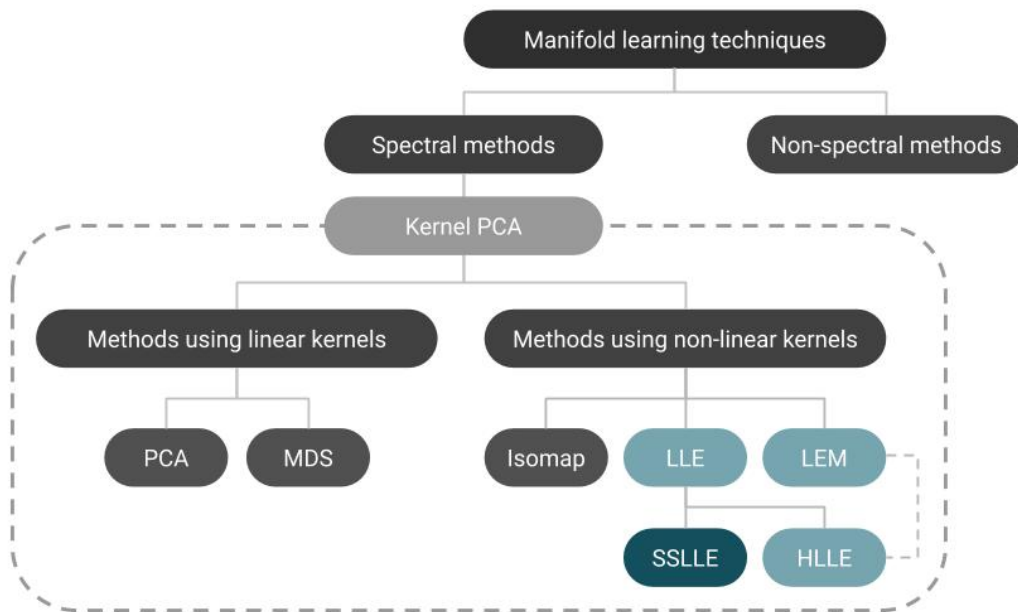 Manifold learning techniques
Spectral methods
Non-spectral methods
Kernel PCA
Methods using linear kernels
Methods using non-linear kernels
PCA
MDS
Isomap
LLE
LEM
SSLLE
HLLE